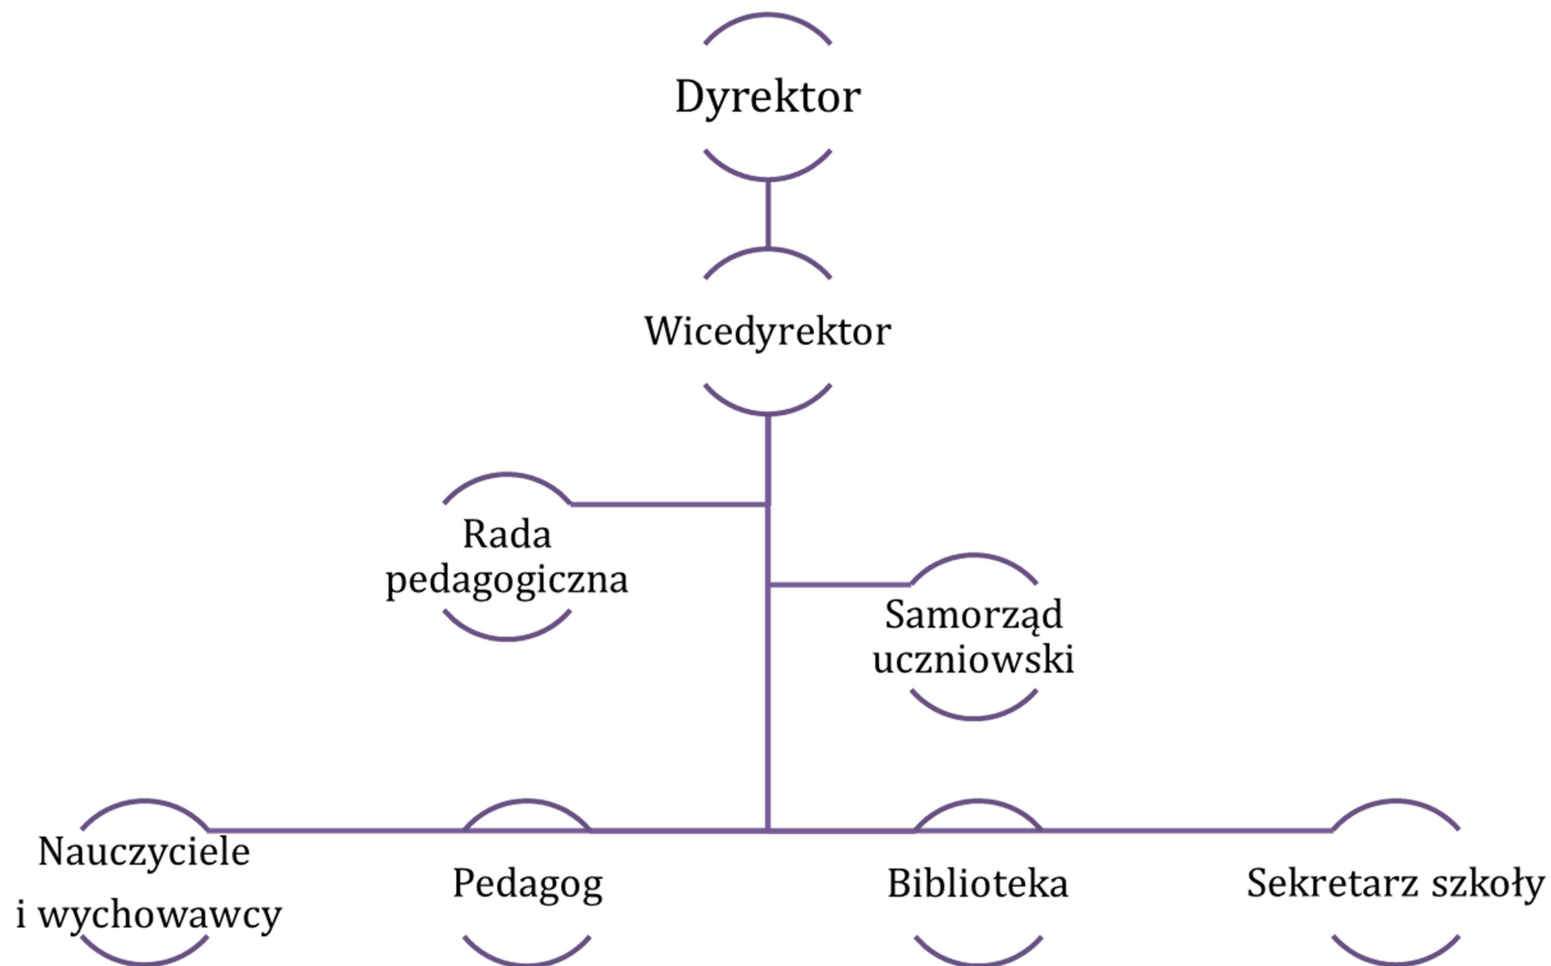 Dyrektor
Wicedyrektor
Rada
pedagogiczna
Samorząd
uczniowski
Nauczyciele
i wychowawcy
Pedagog
Biblioteka
Sekretarz szkoły